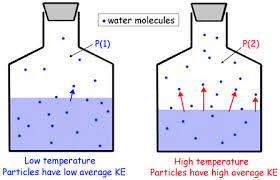 water molecules
P(1)
P(2)
Low temperature
Particles have low average KE
High temperature
Particles have high average KE